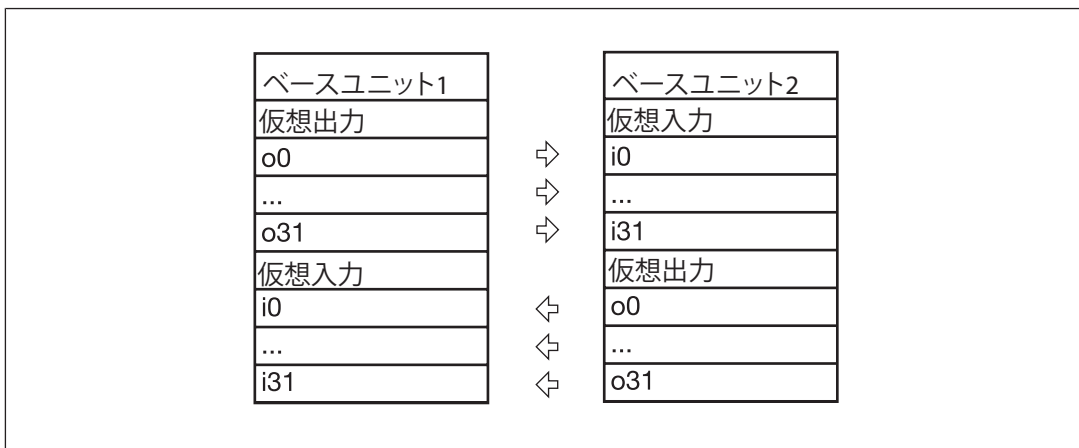 ベースユニット1
仮想出力
o0
...
o31
仮想入力
i0
...
i31
ベースユニット2
仮想入力
i0
...
i31
仮想出力
o0
...
o31